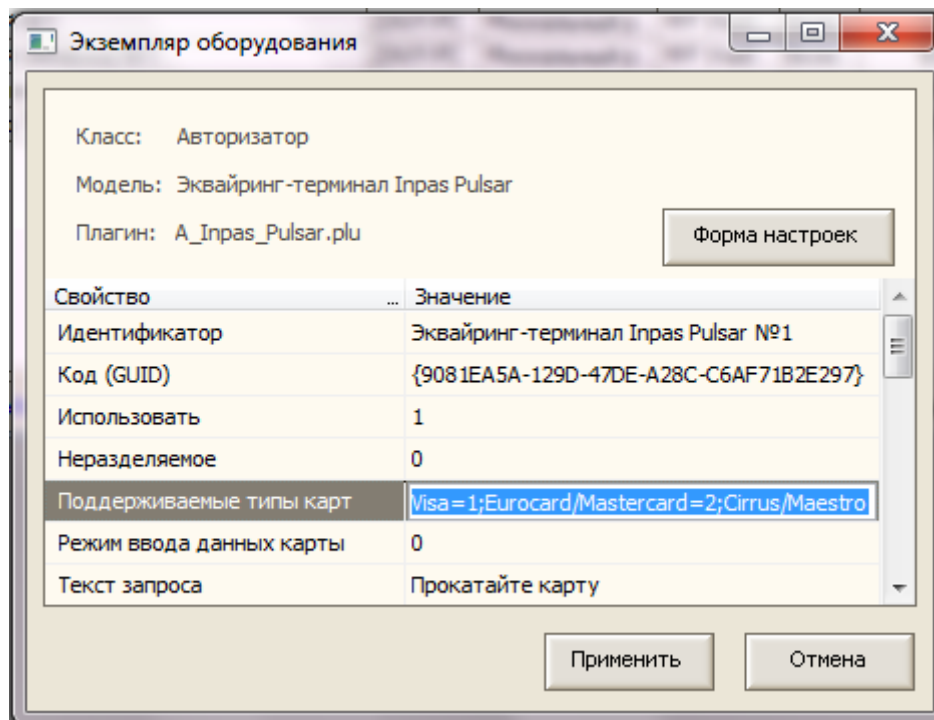 Экземпляр оборудования
Класс: Авторизатор
Модель: Эквайринг-терминал Inpas Pulsar
Плагин: A_Inpas_Pulsar.plu
Форма настроек
Свойство ... Значение
Идентификатор Эквайринг-терминал Inpas Pulsar №1
Код (GUID) {9081EA5A-129D-47DE-A28C-C6AF71B2E297}
Использовать 1
Неразделяемое 0
Поддерживаемые типы карт Visa=1;Eurocard/Mastercard=2;Cirrus/Maestro
Режим ввода данных карты 0
Текст запроса Прокатайте карту
Применить Отмена